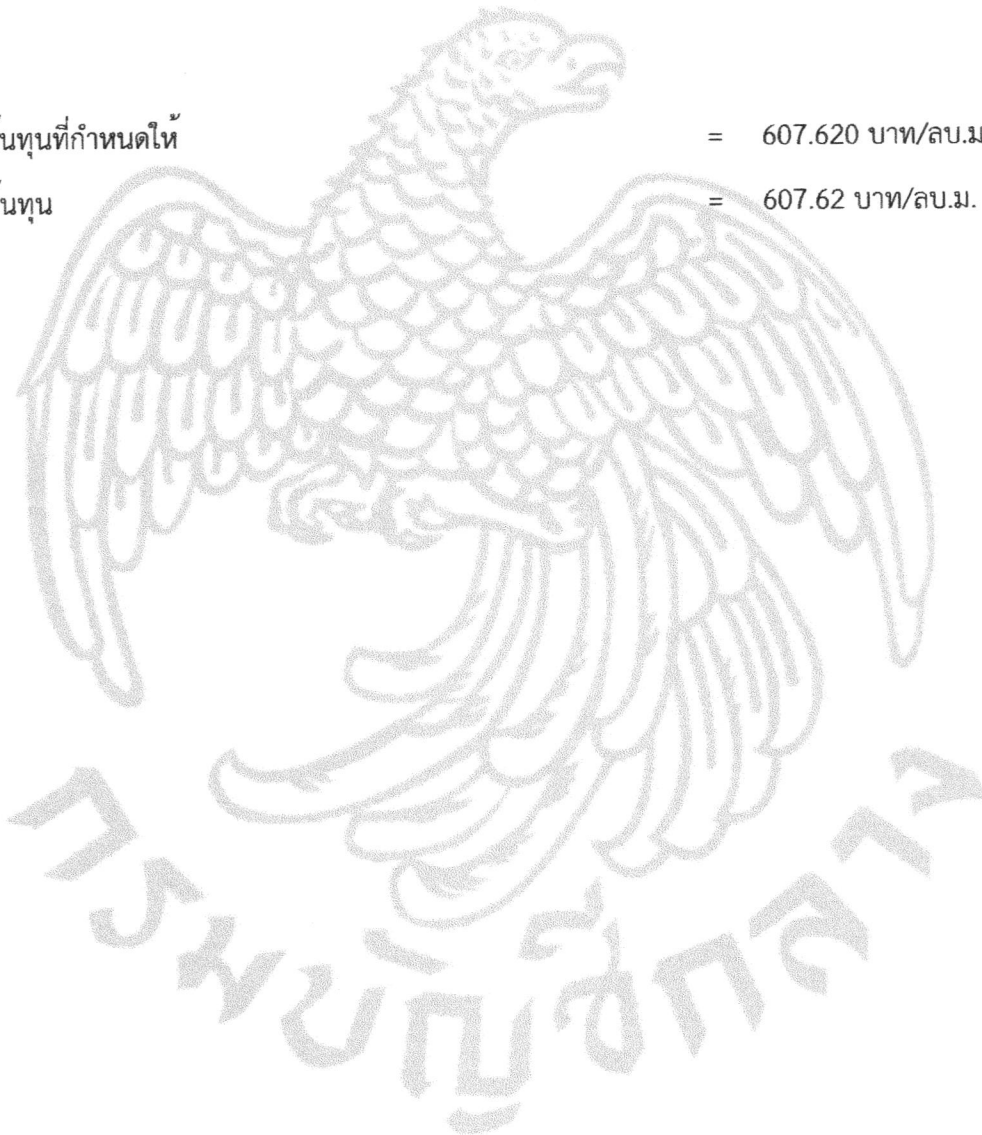 ้นทุนที่กำหนดให้ = 607.620 บาท/ลบ.ม
้นทุน = 607.62 บาท/ลบ.ม.
กรมบัญชีกลาง